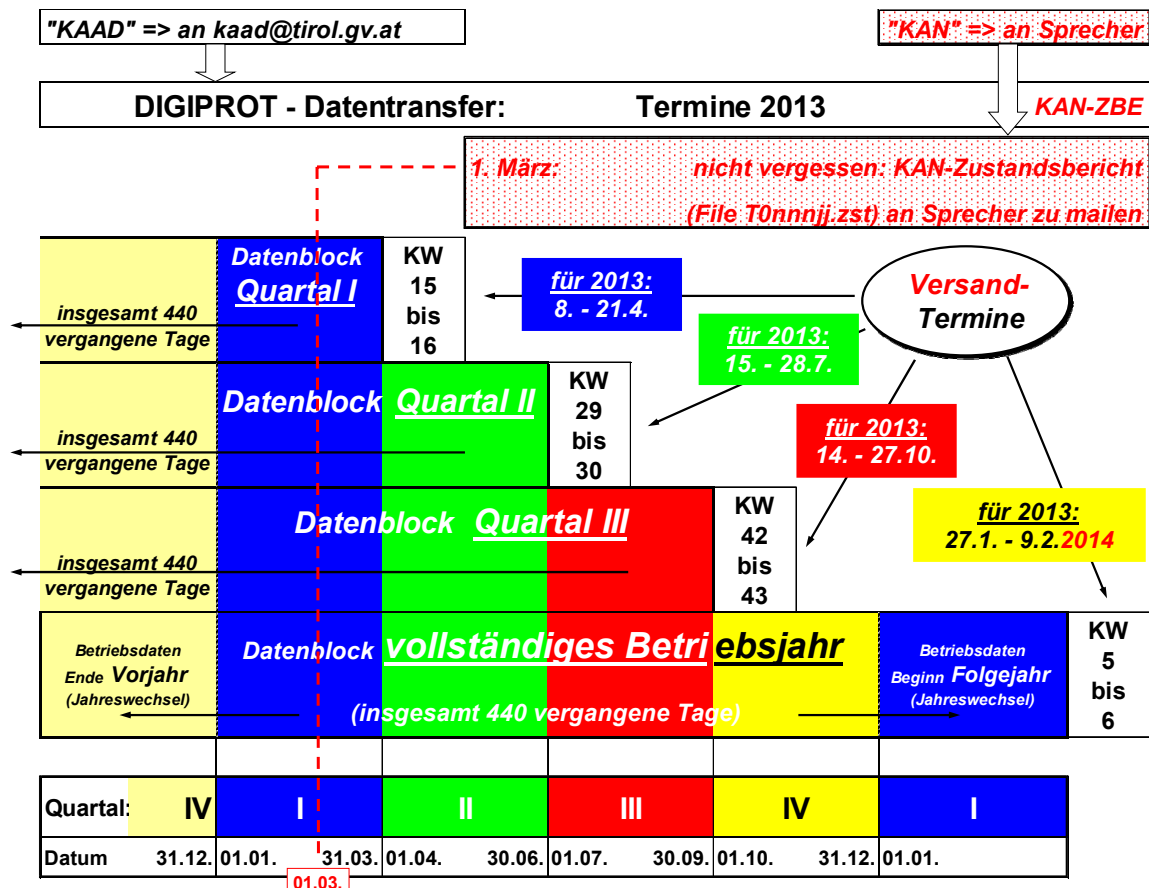 "KAAD" => an kaad@tirol.gv.at
"KAN" => an Sprecher
DIGIPROT - Datentransfer: Termine 2013
KAN-ZBE
1. März: nicht vergessen: KAN-Zustandsbericht
(File T0nnnjj.zst) an Sprecher zu mailen
Datenblock
Quartal I
KW
15
bis
16
insgesamt 440
vergangene Tage
für 2013:
8. - 21.4.
Versand-
Termine
für 2013:
15. - 28.7.
Datenblock Quartal II
KW
29
bis
30
insgesamt 440
vergangene Tage
für 2013:
14. - 27.10.
Datenblock Quartal III
KW
42
bis
43
insgesamt 440
vergangene Tage
für 2013:
27.1. - 9.2.2014
Betriebsdaten
Ende Vorjahr
(Jahreswechsel)
Datenblock vollständiges Betriebsjahr
(insgesamt 440 vergangene Tage)
Betriebsdaten
Beginn Folgejahr
(Jahreswechsel)
KW
5
bis
6
Quartal: IV I II III IV I
Datum 31.12. 01.01. 31.03. 01.04. 30.06. 01.07. 30.09. 01.10. 31.12. 01.01.
01.03.